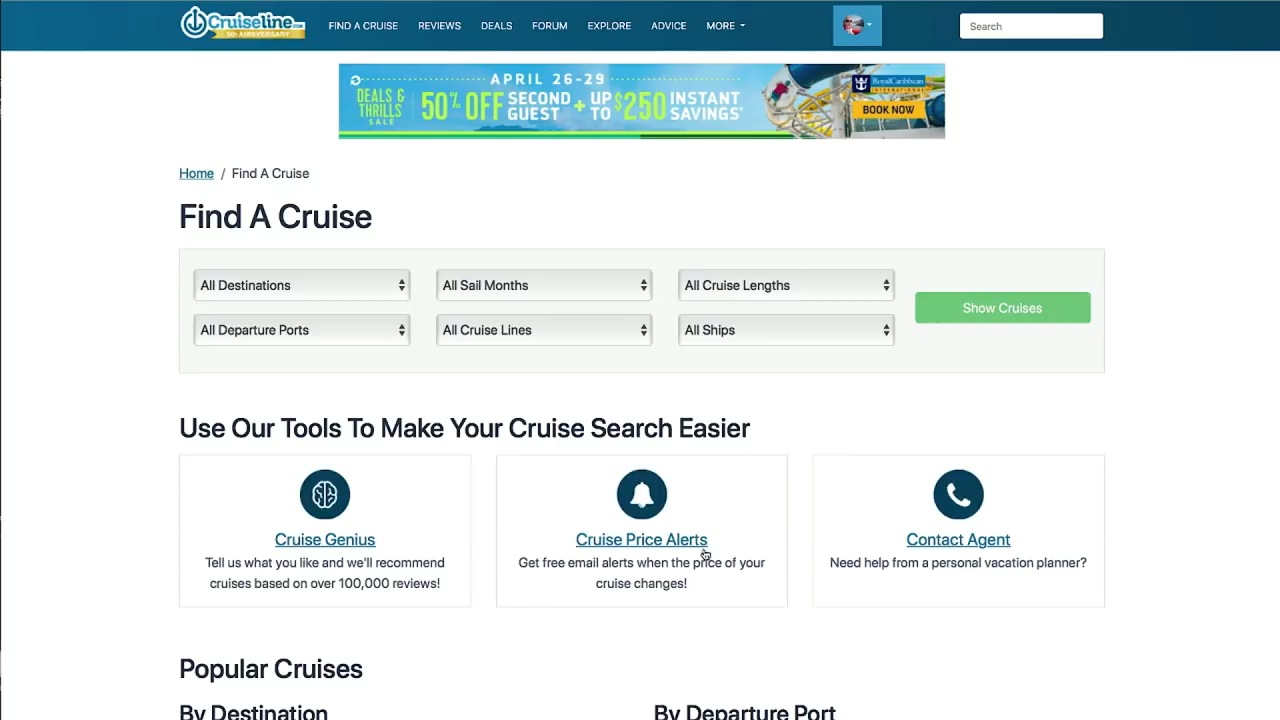 Cruiseline.com
5th ANNIVERSARY
FIND A CRUISE
REVIEWS
DEALS
FORUM
EXPLORE
ADVICE
MORE
Search
APRIL 26-29
DEALS &
THRILLS
SALE
50% OFF
SECOND
GUEST
+
UP
TO
$250
INSTANT
SAVINGS*
RoyalCaribbean
INTERNATIONAL
BOOK NOW
Home / Find A Cruise
Find A Cruise
All Destinations
All Sail Months
All Cruise Lengths
All Departure Ports
All Cruise Lines
All Ships
Show Cruises
Use Our Tools To Make Your Cruise Search Easier
Cruise Genius
Tell us what you like and we'll recommend
cruises based on over 100,000 reviews!
Cruise Price Alerts
Get free email alerts when the price of your
cruise changes!
Contact Agent
Need help from a personal vacation planner?
Popular Cruises
By Destination
By Departure Port